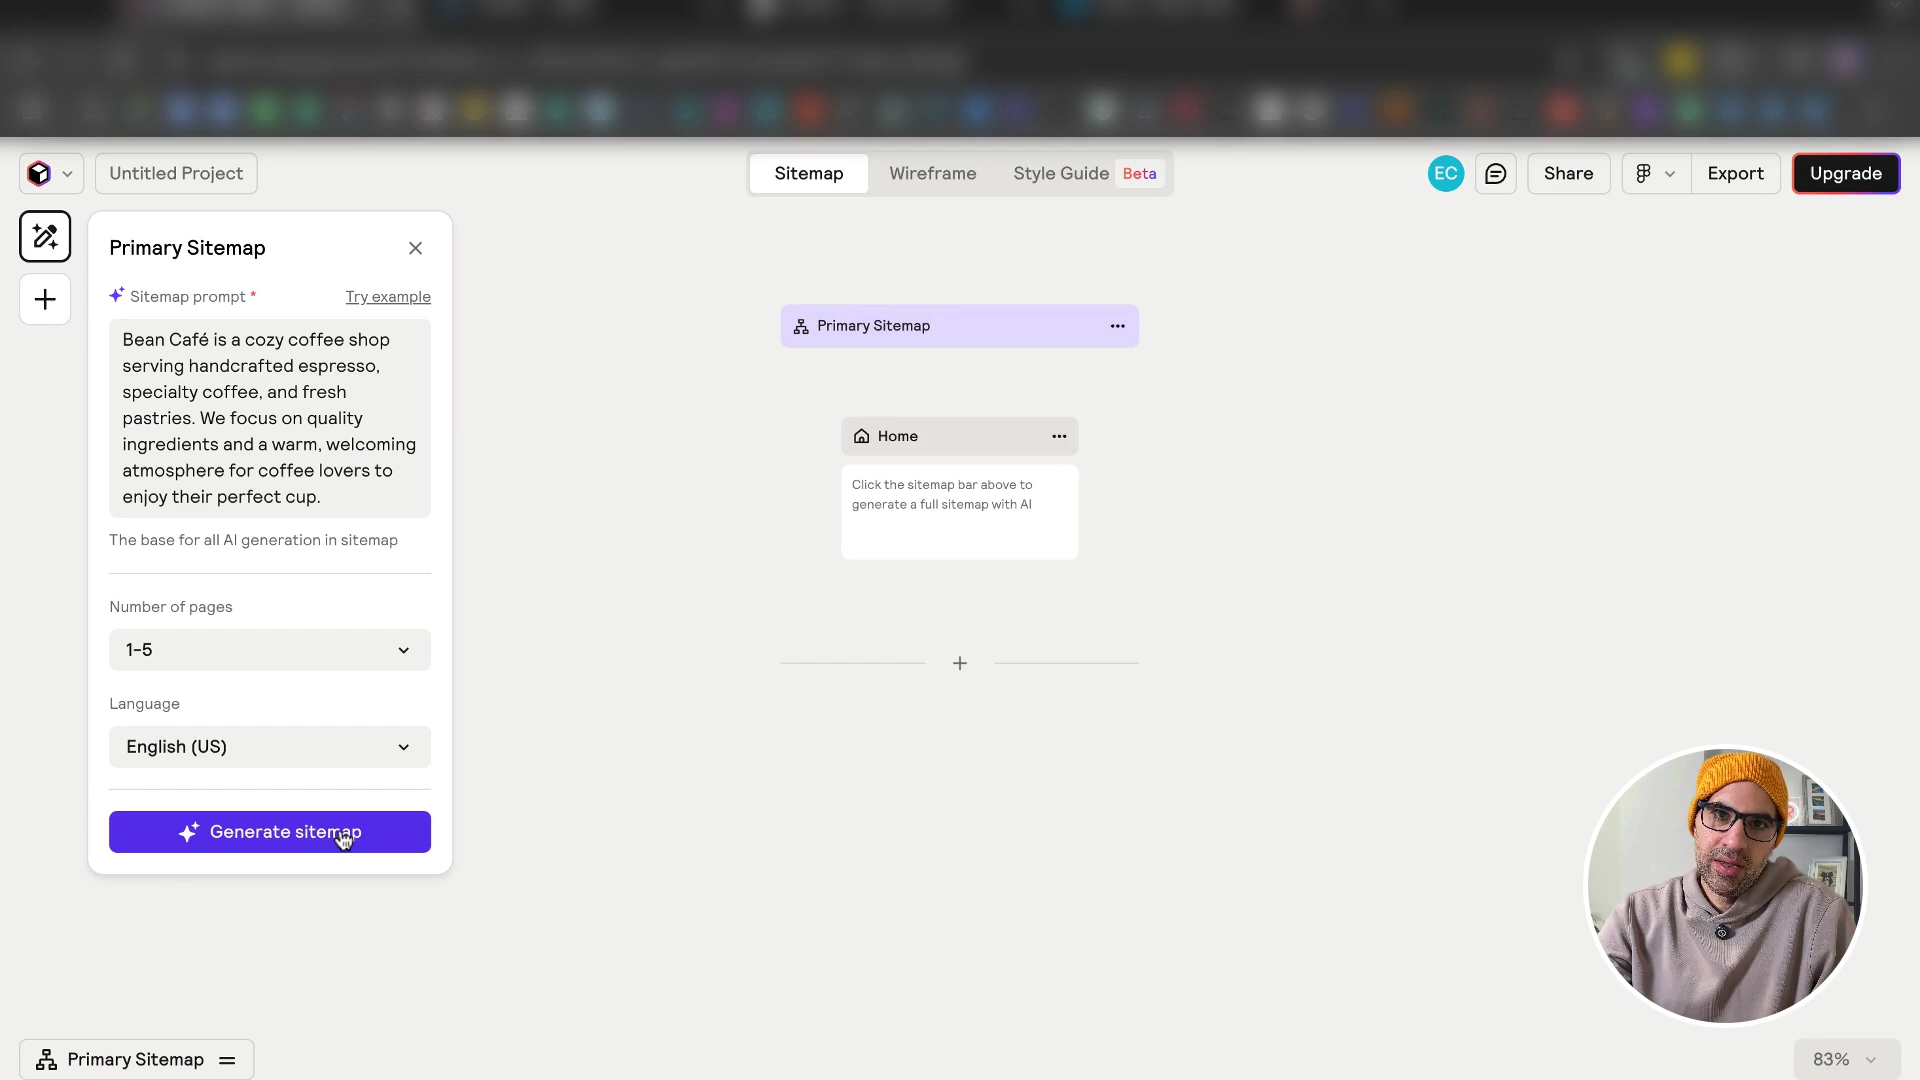 Untitled Project
Sitemap
Wireframe
Style Guide Beta
EC
Share
Export
Upgrade
Primary Sitemap
Sitemap prompt *
Try example
Bean Café is a cozy coffee shop
serving handcrafted espresso,
specialty coffee, and fresh
pastries. We focus on quality
ingredients and a warm, welcoming
atmosphere for coffee lovers to
enjoy their perfect cup.
The base for all AI generation in sitemap
Number of pages
1-5
Language
English (US)
Generate sitemap
Primary Sitemap
Home
Click the sitemap bar above to
generate a full sitemap with AI
Primary Sitemap
83%